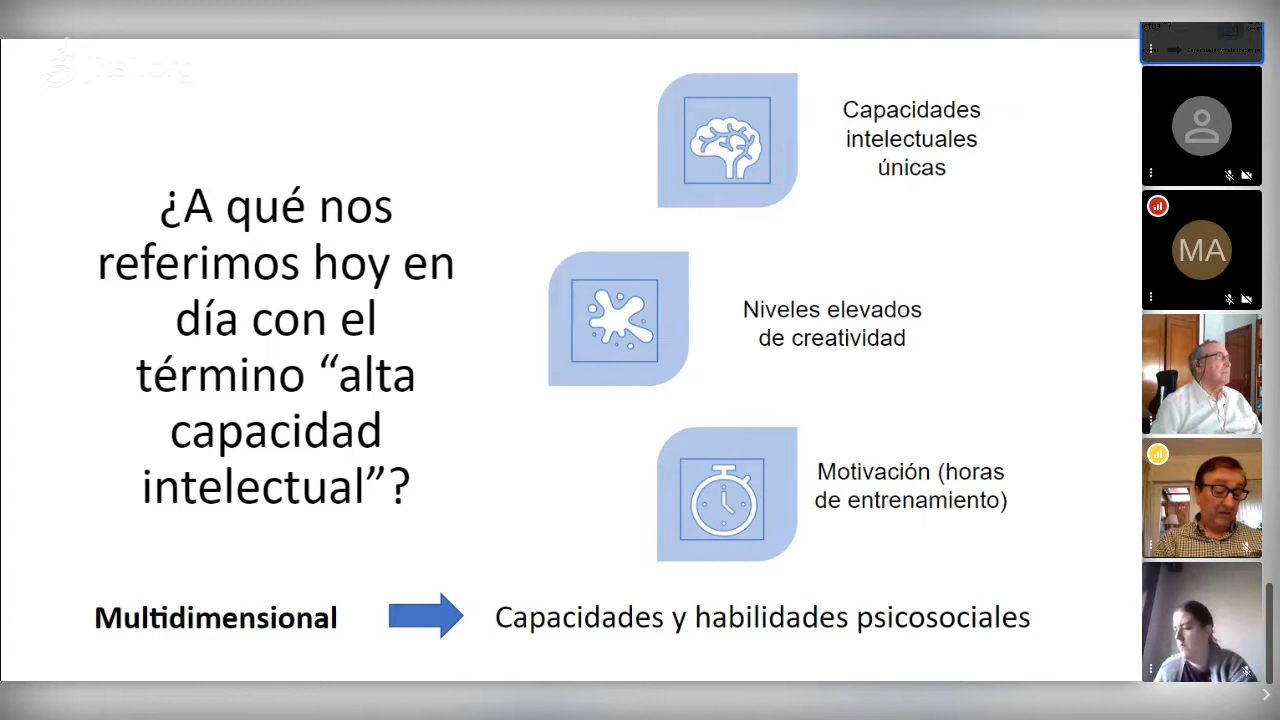 ¿A qué nos
referimos hoy en
día con el
término “alta
capacidad
intelectual”?
Capacidades
intelectuales
únicas
Niveles elevados
de creatividad
Motivación (horas
de entrenamiento)
Multidimensional
Capacidades y habilidades psicosociales
MA